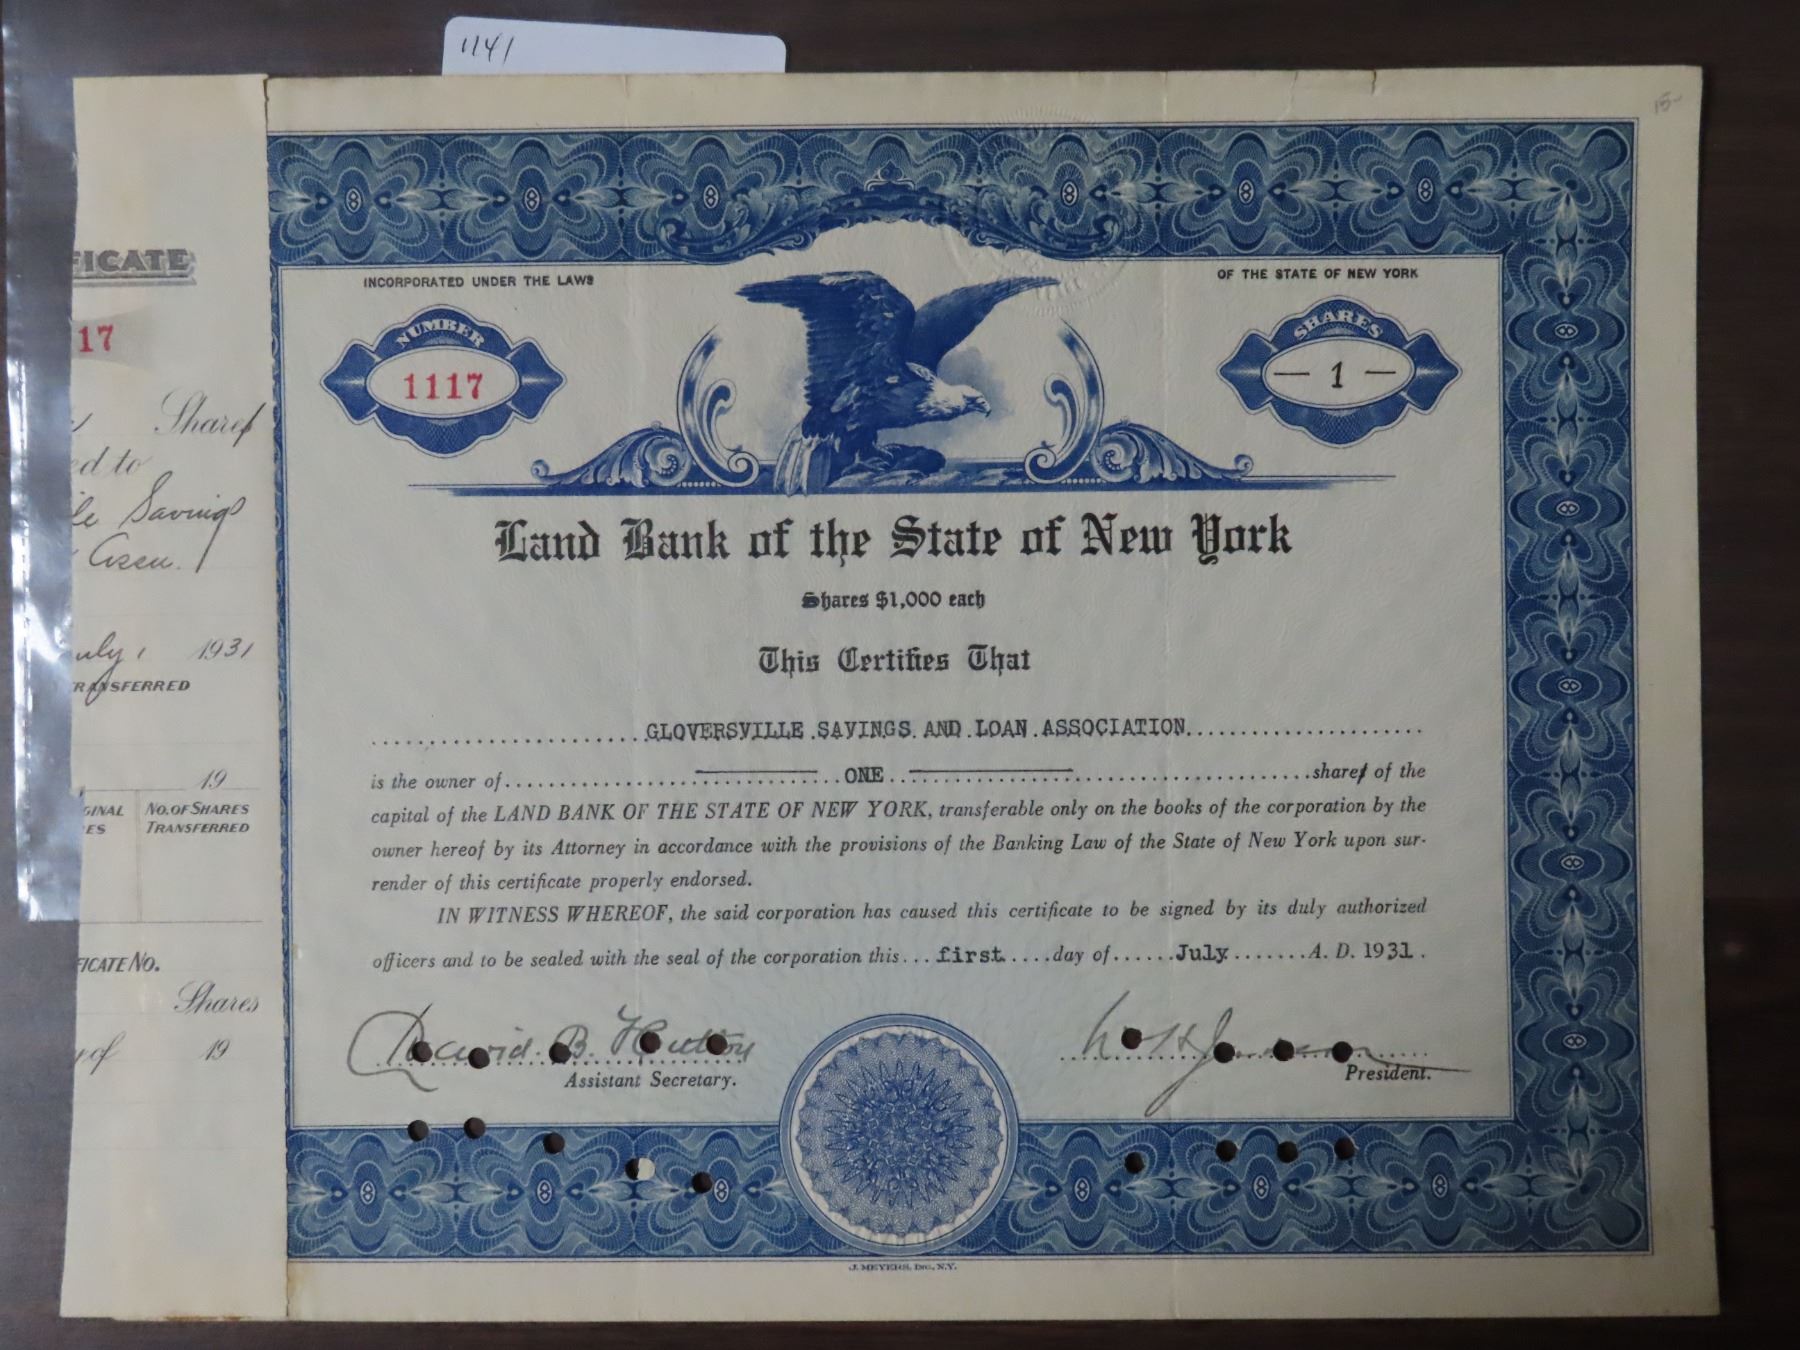 1141
15-
FICATE
17
Shares
ed to
le Savings
Assn.
uly 1 1931
RANSFERRED
19
GINAL
ES
NO. OF SHARES
TRANSFERRED
FICATE NO.
Shares
y of 19
INCORPORATED UNDER THE LAWS
OF THE STATE OF NEW YORK
NUMBER
1117
SHARES
— 1 —
Land Bank of the State of New York
Shares $1,000 each
This Certifies That
GLOVERSVILLE SAVINGS AND LOAN ASSOCIATION
is the owner of ONE shares of the
capital of the LAND BANK OF THE STATE OF NEW YORK, transferable only on the books of the corporation by the
owner hereof by its Attorney in accordance with the provisions of the Banking Law of the State of New York upon sur-
render of this certificate properly endorsed.
IN WITNESS WHEREOF, the said corporation has caused this certificate to be signed by its duly authorized
officers and to be sealed with the seal of the corporation this first day of July A. D. 1931.
David B. Hutton
Assistant Secretary.
President.
J. MEYERS, INC., N.Y.